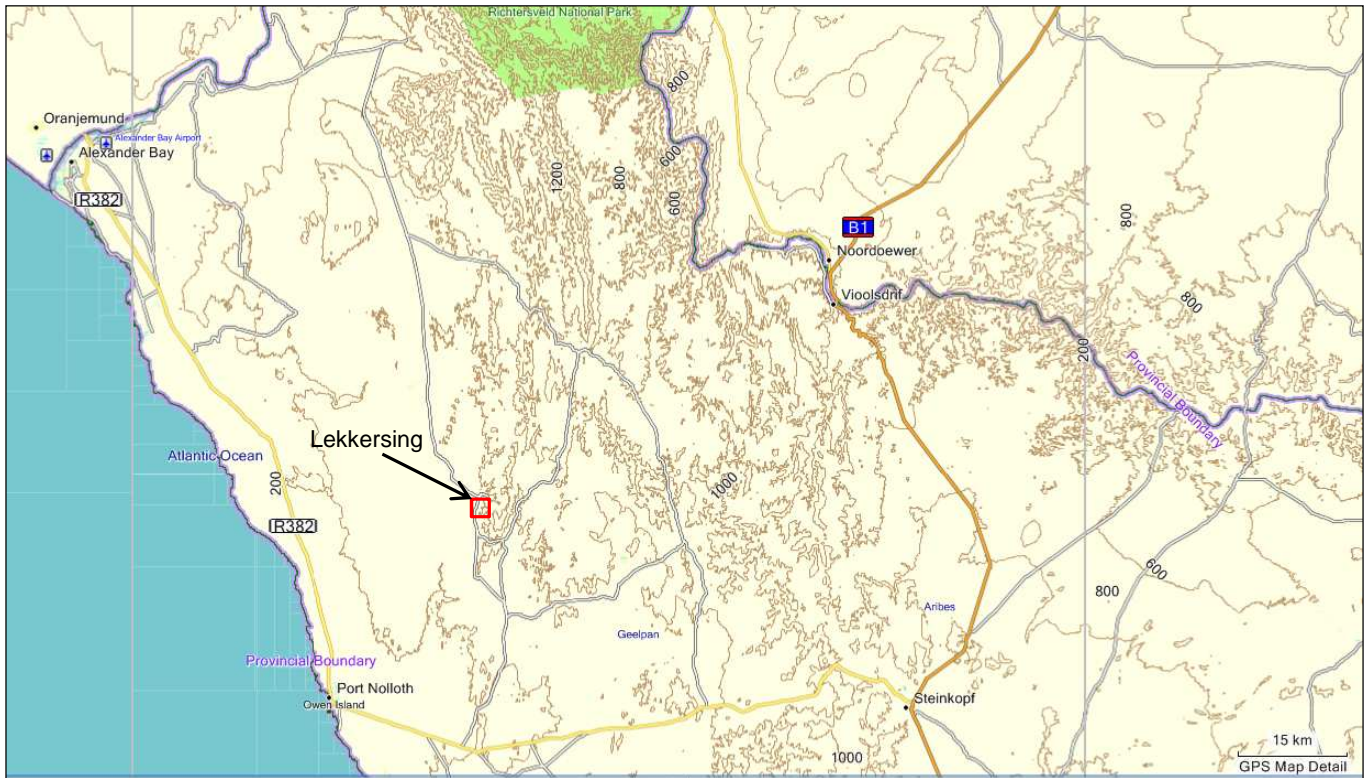 Richtersveld National Park
800
Oranjemund
Alexander Bay Airport
Alexander Bay
600
1200
800
600
R382
800
B1
Noordoewer
Vioolsdrif
800
200
Provincial Boundary
Lekkersing
Atlantic Ocean
200
1000
R382
600
800
Aribes
Geelpan
Provincial Boundary
Port Nolloth
Owen Island
Steinkopf
1000
15 km
GPS Map Detail